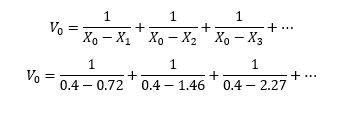 V₀ = 1/(X₀ − X₁) + 1/(X₀ − X₂) + 1/(X₀ − X₃) + ⋯
V₀ = 1/(0.4 − 0.72) + 1/(0.4 − 1.46) + 1/(0.4 − 2.27) + ⋯